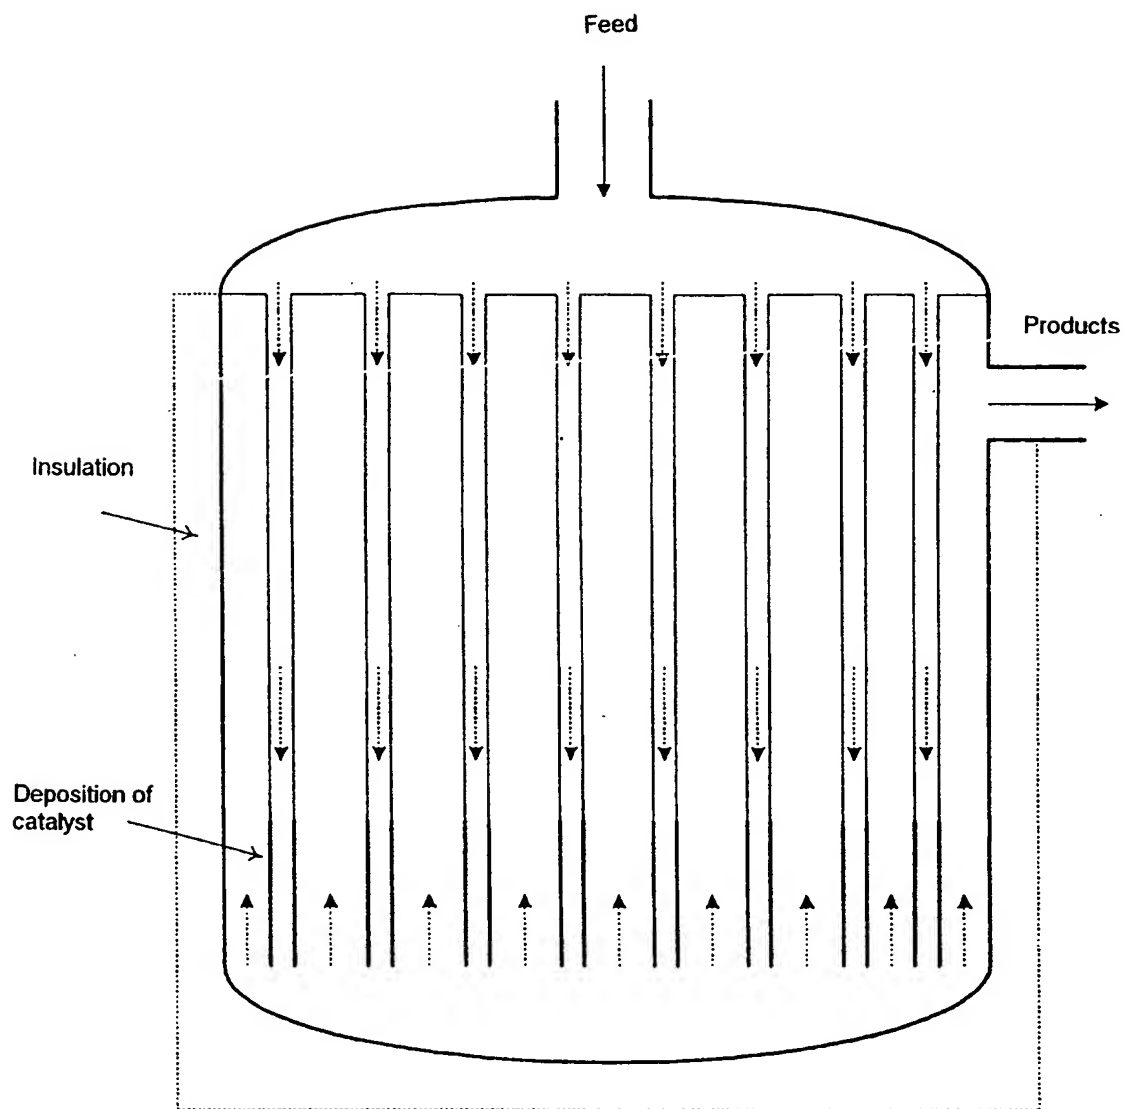 Feed
Products
Insulation
Deposition of
catalyst